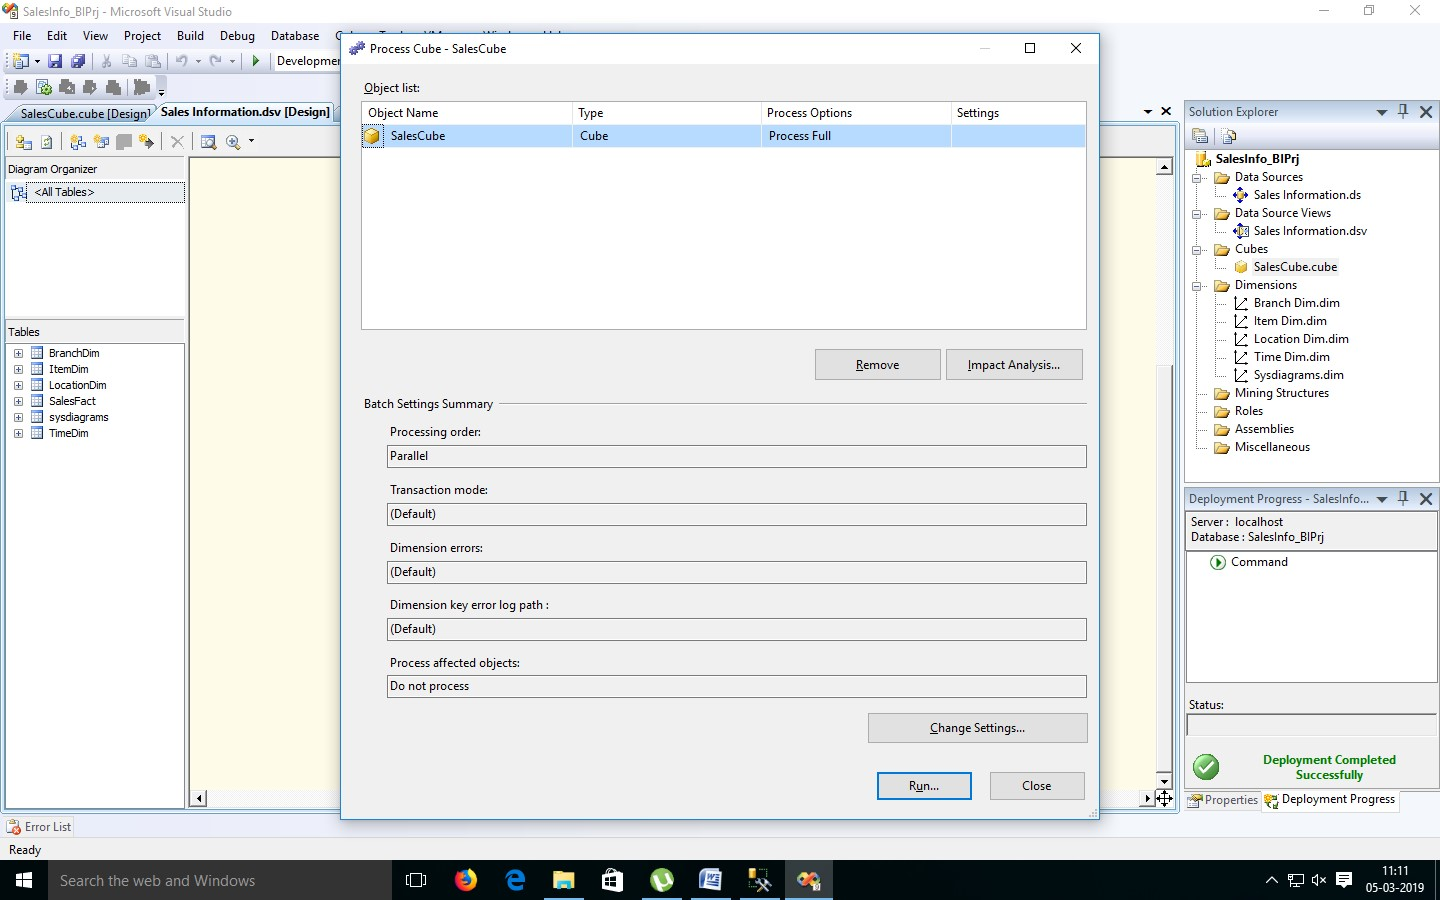 SalesInfo_BIPrj - Microsoft Visual Studio
File Edit View Project Build Debug Database
Developmer
SalesCube.cube [Design] Sales Information.dsv [Design]
Diagram Organizer
<All Tables>
Tables
BranchDim
ItemDim
LocationDim
SalesFact
sysdiagrams
TimeDim
Process Cube - SalesCube
Object list:
Object Name Type Process Options Settings
SalesCube Cube Process Full
Remove Impact Analysis...
Batch Settings Summary
Processing order:
Parallel
Transaction mode:
(Default)
Dimension errors:
(Default)
Dimension key error log path :
(Default)
Process affected objects:
Do not process
Change Settings...
Run... Close
Solution Explorer
SalesInfo_BIPrj
Data Sources
Sales Information.ds
Data Source Views
Sales Information.dsv
Cubes
SalesCube.cube
Dimensions
Branch Dim.dim
Item Dim.dim
Location Dim.dim
Time Dim.dim
Sysdiagrams.dim
Mining Structures
Roles
Assemblies
Miscellaneous
Deployment Progress - SalesInfo...
Server : localhost
Database : SalesInfo_BIPrj
Command
Status:
Deployment Completed
Successfully
Properties Deployment Progress
Error List
Ready
Search the web and Windows
11:11
05-03-2019